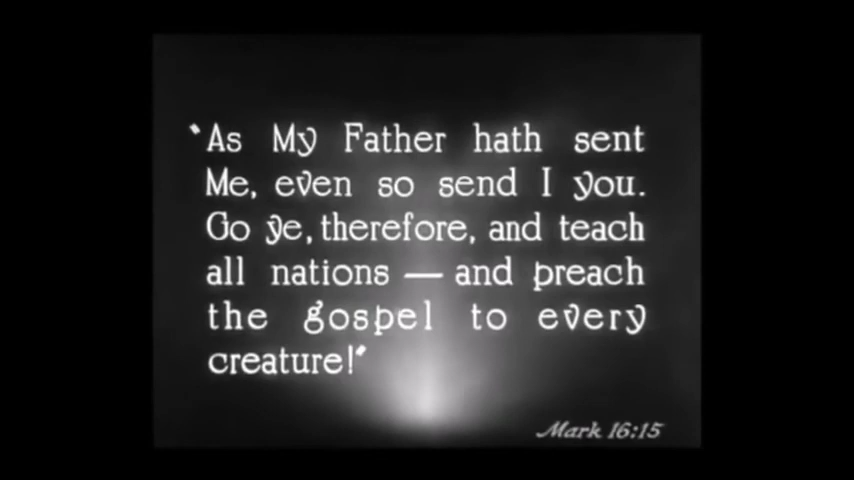 "As My Father hath sent
Me, even so send I you.
Go ye, therefore, and teach
all nations — and preach
the gospel to every
creature!"
Mark 16:15